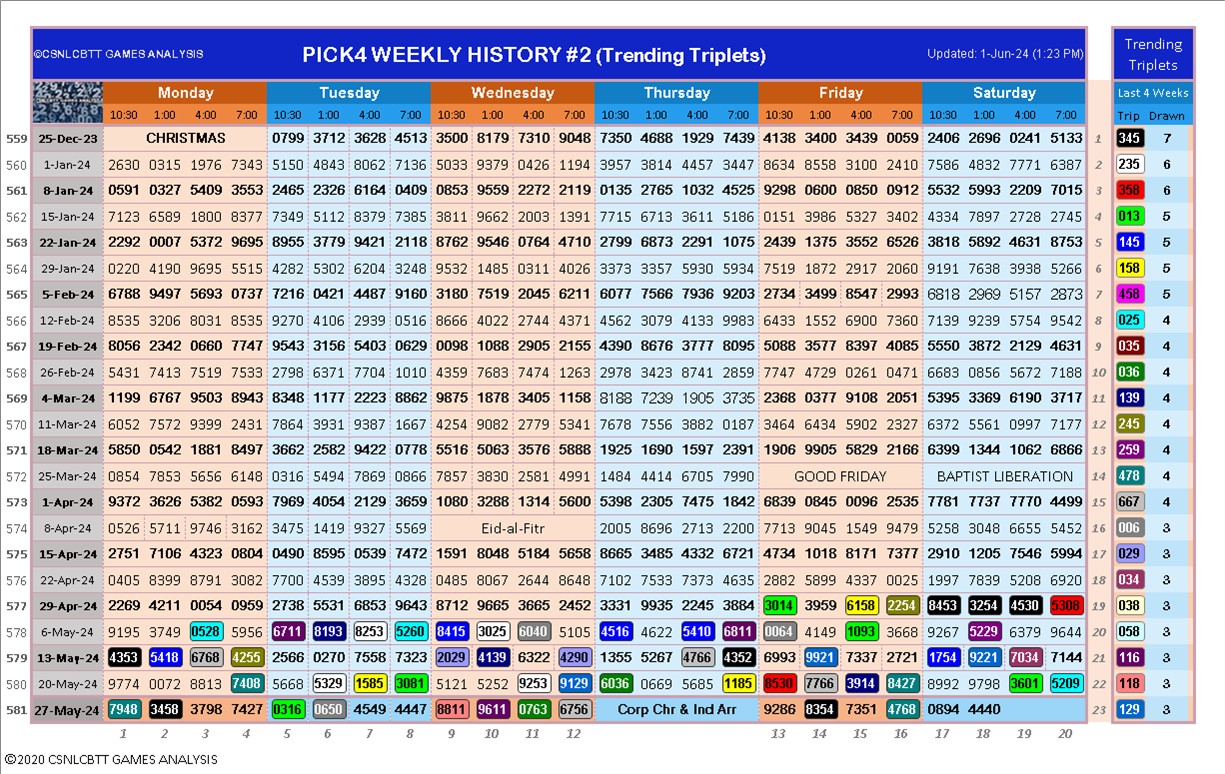 ©CSNLCBTT GAMES ANALYSIS PICK4 WEEKLY HISTORY #2 (Trending Triplets) Updated: 1-Jun-24 (1:23 PM) Trending Triplets
Monday Tuesday Wednesday Thursday Friday Saturday Last 4 Weeks
10:30 1:00 4:00 7:00 10:30 1:00 4:00 7:00 10:30 1:00 4:00 7:00 10:30 1:00 4:00 7:00 10:30 1:00 4:00 7:00 10:30 1:00 4:00 7:00 Trip Drawn
559 25-Dec-23 CHRISTMAS 0799 3712 3628 4513 3500 8179 7310 9048 7350 4688 1929 7439 4138 3400 3439 0059 2406 2696 0241 5133 1 345 7
560 1-Jan-24 2630 0315 1976 7343 5150 4843 8062 7136 5033 9379 0426 1194 3957 3814 4457 3447 8634 8558 3100 2410 7586 4832 7771 6387 2 235 6
561 8-Jan-24 0591 0327 5409 3553 2465 2326 6164 0409 0853 9559 2272 2119 0135 2765 1032 4525 9298 0600 0850 0912 5532 5993 2209 7015 3 358 6
562 15-Jan-24 7123 6589 1800 8377 7349 5112 8379 7385 3811 9662 2003 1391 7715 6713 3611 5186 0151 3986 5327 3402 4334 7897 2728 2745 4 013 5
563 22-Jan-24 2292 0007 5372 9695 8955 3779 9421 2118 8762 9546 0764 4710 2799 6873 2291 1075 2439 1375 3552 6526 3818 5892 4631 8753 5 145 5
564 29-Jan-24 0220 4190 9695 5515 4282 5302 6204 3248 9532 1485 0311 4026 3373 3357 5930 5934 7519 1872 2917 2060 9191 7638 3938 5266 6 158 5
565 5-Feb-24 6788 9497 5693 0737 7216 0421 4487 9160 3180 7519 2045 6211 6077 7566 7936 9203 2734 3499 8547 2993 6818 2969 5157 2873 7 458 5
566 12-Feb-24 8535 3206 8031 8535 9270 4106 2939 0516 8666 4022 2744 4371 4562 3079 4133 9983 6433 1552 6900 7360 7139 9239 5754 9542 8 025 4
567 19-Feb-24 8056 2342 0660 7747 9543 3156 5403 0629 0098 1088 2905 2155 4390 8676 3777 8095 5088 3577 8397 4085 5550 3872 2129 4631 9 035 4
568 26-Feb-24 5431 7413 7519 7533 2798 6371 7704 1010 4359 7683 7474 1263 2978 3423 8741 2859 7747 4729 0261 0471 6683 0856 5672 7188 10 036 4
569 4-Mar-24 1199 6767 9503 8943 8348 1177 2223 8862 9875 1878 3405 1158 8188 7239 1905 3735 2368 0377 9108 2051 5395 3369 6190 3717 11 139 4
570 11-Mar-24 6052 7572 9399 2431 7864 3931 9387 1667 4254 9082 2779 5341 7678 7556 3882 0187 3464 6434 5902 2327 6372 5561 0997 7177 12 245 4
571 18-Mar-24 5850 0542 1881 8497 3662 2582 9422 0778 5516 5063 3576 5888 1925 1690 1597 2391 1906 9905 5829 2166 6399 1344 1062 6866 13 259 4
572 25-Mar-24 0854 7853 5656 6148 0316 5494 7869 0866 0857 3830 2581 4991 1484 4414 6705 7990 GOOD FRIDAY BAPTIST LIBERATION 14 478 4
573 1-Apr-24 9372 3626 5382 0593 7969 4054 2129 3659 1080 3288 1314 5600 5398 2305 7475 1842 6839 0845 0096 2535 7781 7737 7770 4499 15 667 4
574 8-Apr-24 0526 5711 9746 3162 3475 1419 9327 5569 Eid-al-Fitr 2005 8696 2713 2200 7713 9045 1549 9479 5258 3048 6655 5452 16 006 3
575 15-Apr-24 2751 7106 4323 0804 0490 8595 0539 7472 1591 8048 5184 5658 8665 3485 4332 6721 4734 1018 8171 7377 2910 1205 7546 5994 17 029 3
576 22-Apr-24 0405 8399 8791 3082 7700 4539 3895 4328 0485 8067 2644 8648 7102 7533 7373 4635 2882 5899 4337 0025 1997 7839 5208 6920 18 034 3
577 29-Apr-24 2269 4211 0054 0959 2738 5531 6853 9643 8712 9665 3665 2452 3331 9935 2245 3884 3014 3959 6158 2254 8453 3254 4530 5308 19 038 3
578 6-May-24 9195 3749 0528 5956 6711 8193 8253 5260 8415 3025 6040 5105 4516 4622 5410 6811 0064 4149 1093 3668 9267 5229 6379 9644 20 058 3
579 13-May-24 4353 5418 6768 4255 2566 0270 7558 7323 2029 4139 6322 4290 1355 5267 4766 4352 6993 9921 7337 2721 1754 9221 7034 7144 21 116 3
580 20-May-24 9774 0072 8813 7408 5668 5329 1585 3081 5121 5252 9253 9129 6036 0669 5685 1185 8530 7766 3914 8427 8992 9798 3601 5209 22 118 3
581 27-May-24 7948 3458 3798 7427 0316 0650 4549 4447 8811 9611 0763 6756 Corp Chr & Ind Arr 9286 8354 7351 4768 0894 4440 23 129 3
1 2 3 4 5 6 7 8 9 10 11 12 13 14 15 16 17 18 19 20
©2020 CSNLCBTT GAMES ANALYSIS